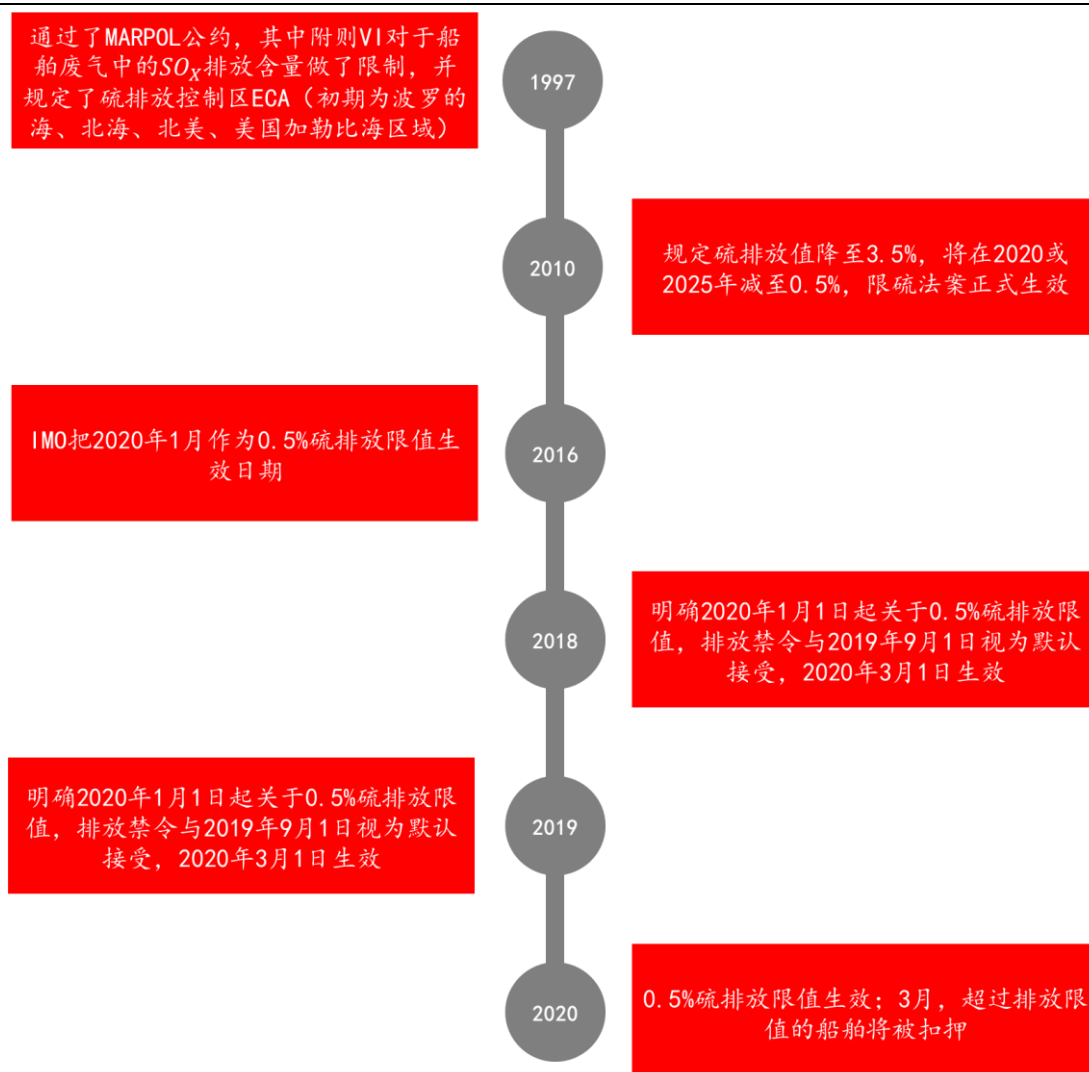 通过了MARPOL公约，其中附则VI对于船
舶废气中的SOX排放含量做了限制，并
规定了硫排放控制区ECA（初期为波罗的
海、北海、北美、美国加勒比海区域）
1997
2010
规定硫排放值降至3.5%，将在2020或
2025年减至0.5%，限硫法案正式生效
IMO把2020年1月作为0.5%硫排放限值生
效日期
2016
2018
明确2020年1月1日起关于0.5%硫排放限
值，排放禁令与2019年9月1日视为默认
接受，2020年3月1日生效
明确2020年1月1日起关于0.5%硫排放限
值，排放禁令与2019年9月1日视为默认
接受，2020年3月1日生效
2019
2020
0.5%硫排放限值生效；3月，超过排放限
值的船舶将被扣押